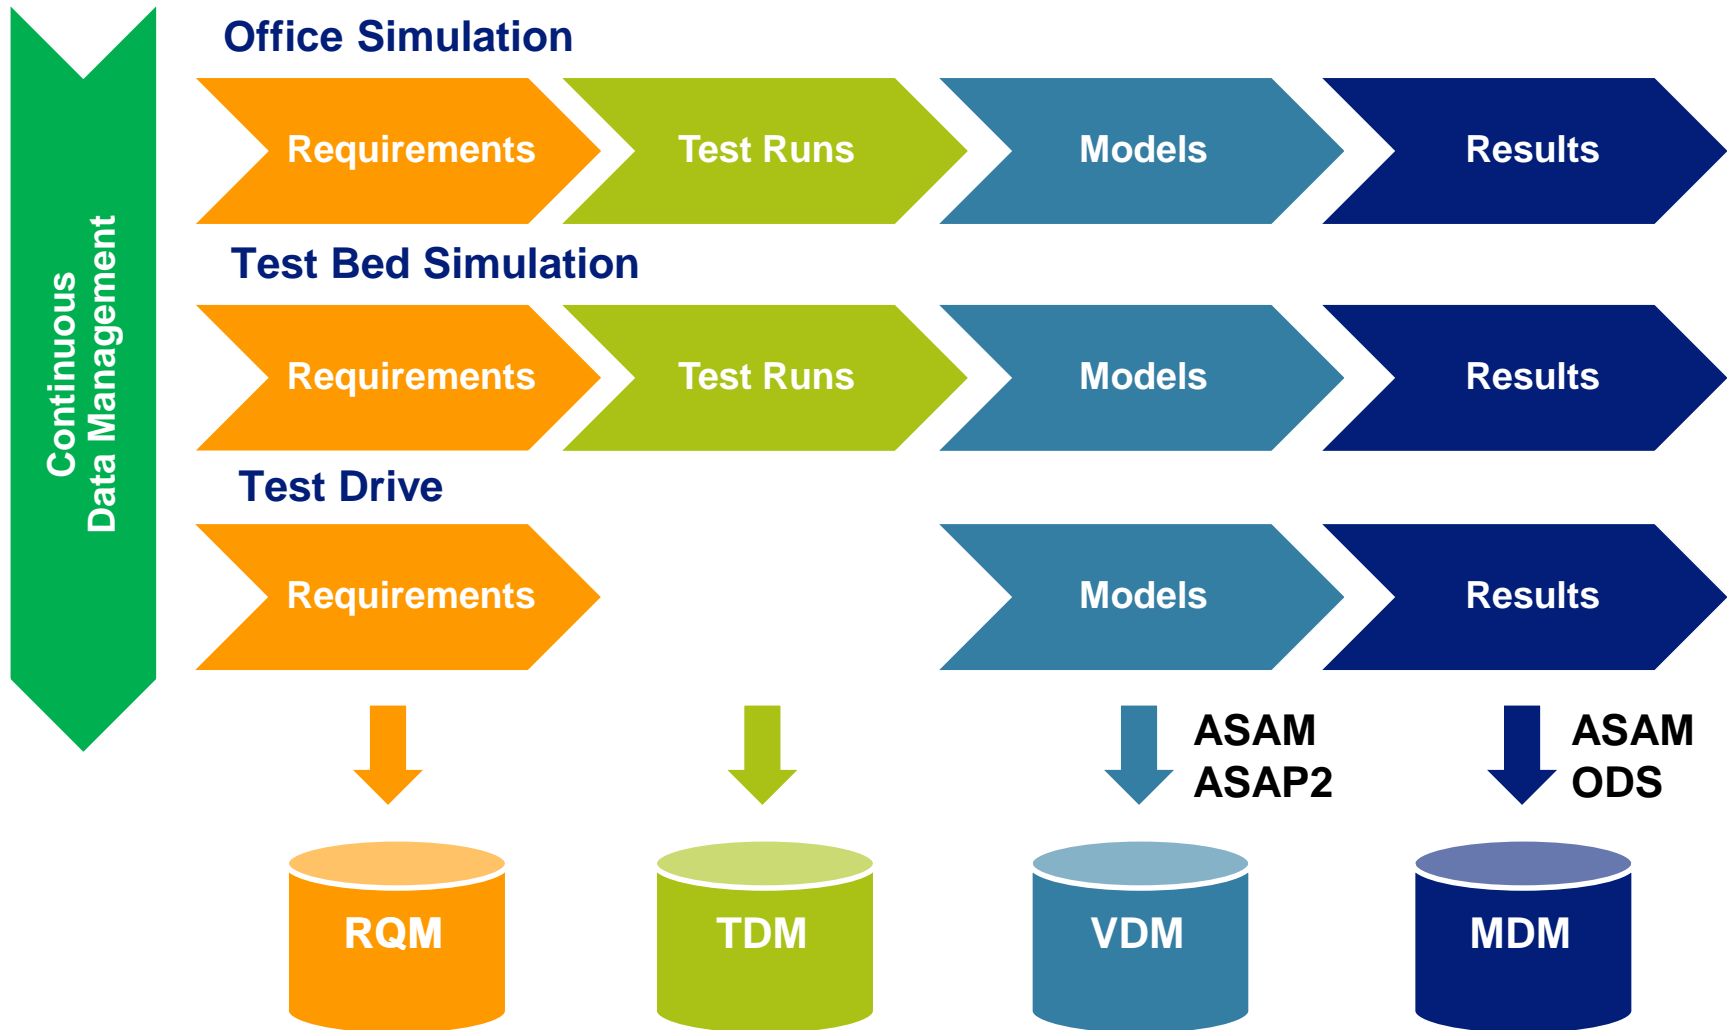 Continuous
Data Management
Office Simulation
Requirements
Test Runs
Models
Results
Test Bed Simulation
Requirements
Test Runs
Models
Results
Test Drive
Requirements
Models
Results
ASAM
ASAP2
ASAM
ODS
RQM
TDM
VDM
MDM